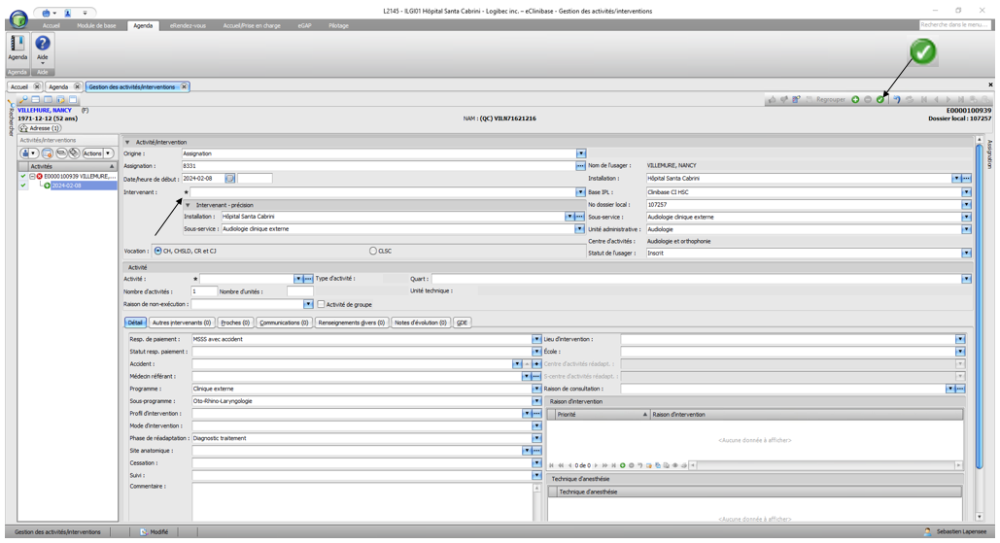 L2145 - ILGI01 Hôpital Santa Cabrini - Logibec inc. – eClinibase - Gestion des activités/interventions
Accueil Module de base Agenda eRendez-vous Accueil/Prise en charge eGAP Pilotage
Recherche dans le menu...
Agenda Aide
Agenda Aide
Accueil Agenda Gestion des activités/interventions
Rechercher
Regrouper
VILLEMURE, NANCY (F) E0000100939
1971-12-12 (52 ans) NAM : (QC) VILN71621216 Dossier local : 107257
Adresse (1)
Activités/interventions
Actions
Activités
E0000100939 VILLEMURE,...
2024-02-08
Assignation
Activité/Intervention
Origine : Assignation
Assignation : 8331 Nom de l'usager : VILLEMURE, NANCY
Date/heure de début : 2024-02-08 Installation : Hôpital Santa Cabrini
Intervenant : * Base IPL : Clinibase CI HSC
Intervenant - précision No dossier local : 107257
Installation : Hôpital Santa Cabrini Sous-service : Audiologie clinique externe
Sous-service : Audiologie clinique externe Unité administrative : Audiologie
Centre d'activités : Audiologie et orthophonie
Vocation : CH, CHSLD, CR et CJ CLSC Statut de l'usager : Inscrit
Activité
Activité : * Type d'activité : Quart :
Nombre d'activités : 1 Nombre d'unités : Unité technique :
Raison de non-exécution : Activité de groupe
Détail Autres intervenants (0) Proches (0) Communications (0) Renseignements divers (0) Notes d'évolution (0) GDE
Resp. de paiement : MSSS avec accident Lieu d'intervention :
Statut resp. paiement : École :
Accident : Centre d'activités réadapt. :
Médecin référant : S-centre d'activités réadapt. :
Programme : Clinique externe Raison de consultation :
Sous-programme : Oto-Rhino-Laryngologie Raison d'intervention
Profil d'intervention : Priorité Raison d'intervention
Mode d'intervention :
Phase de réadaptation : Diagnostic traitement <Aucune donnée à afficher>
Site anatomique :
Cessation : 0 de 0
Suivi : Technique d'anesthésie
Commentaire : Technique d'anesthésie
<Aucune donnée à afficher>
Gestion des activités/interventions Modifié Sebastien Lapensee